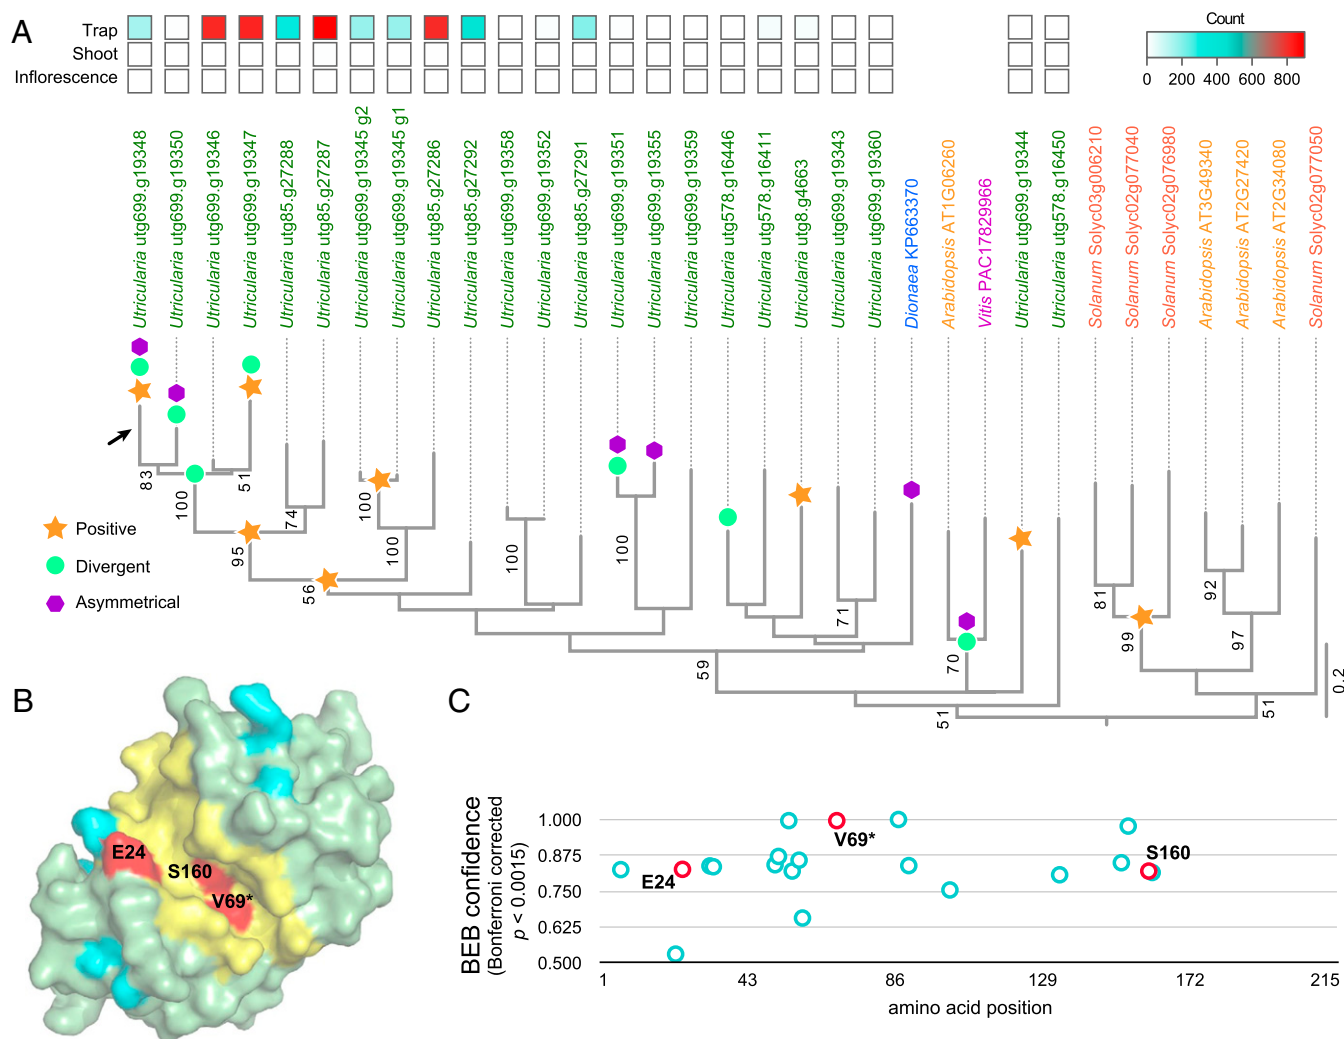 A
Trap
Shoot
Inflorescence
Count
0 200 400 600 800
Utricularia utg699.g19348
Utricularia utg699.g19350
Utricularia utg699.g19346
Utricularia utg699.g19347
Utricularia utg85.g27288
Utricularia utg85.g27287
Utricularia utg699.g19345 g2
Utricularia utg699.g19345 g1
Utricularia utg85.g27286
Utricularia utg85.g27292
Utricularia utg699.g19358
Utricularia utg699.g19352
Utricularia utg85.g27291
Utricularia utg699.g19351
Utricularia utg699.g19355
Utricularia utg699.g19359
Utricularia utg578.g16446
Utricularia utg578.g16411
Utricularia utg8.g4663
Utricularia utg699.g19343
Utricularia utg699.g19360
Dionaea KP663370
Arabidopsis AT1G06260
Vitis PAC17829966
Utricularia utg699.g19344
Utricularia utg578.g16450
Solanum Solyc03g006210
Solanum Solyc02g077040
Solanum Solyc02g076980
Arabidopsis AT3G49340
Arabidopsis AT2G27420
Arabidopsis AT2G34080
Solanum Solyc02g077050
83
51
100
74
100
95
100
56
100
100
71
59
70
51
81
99
92
97
51
0.2
Positive
Divergent
Asymmetrical
B
E24
S160
V69*
C
BEB confidence
(Bonferroni corrected
p < 0.0015)
1.000
0.875
0.750
0.625
0.500
V69*
S160
E24
1 43 86 129 172 215
amino acid position